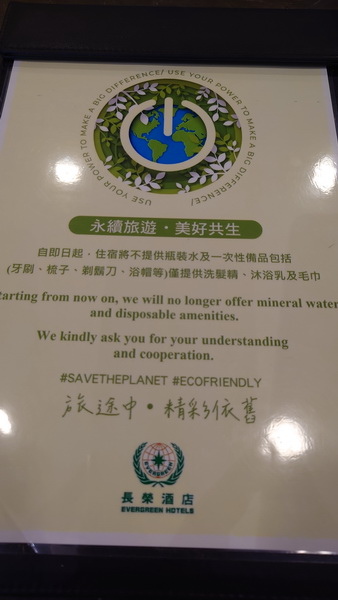 USE YOUR POWER TO MAKE A BIG DIFFERENCE/ USE YOUR POWER TO MAKE A BIG DIFFERENCE/
永續旅遊・美好共生
自即日起，住宿將不提供瓶裝水及一次性備品包括
(牙刷、梳子、剃鬍刀、浴帽等)僅提供洗髮精、沐浴乳及毛巾
tarting from now on, we will no longer offer mineral water
and disposable amenities.
We kindly ask you for your understanding
and cooperation.
#SAVETHEPLANET #ECOFRIENDLY
旅途中・精彩依舊
EVERGREEN
長榮酒店
EVERGREEN HOTELS